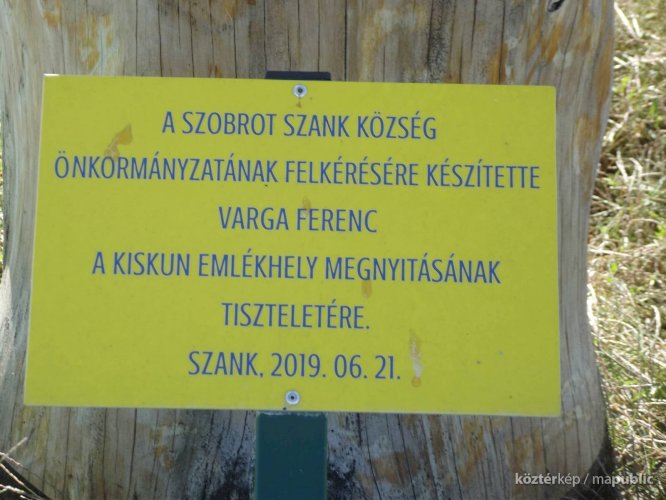 A SZOBROT SZANK KÖZSÉG
ÖNKORMÁNYZATÁNAK FELKÉRÉSÉRE KÉSZÍTETTE
VARGA FERENC
A KISKUN EMLÉKHELY MEGNYITÁSÁNAK
TISZTELETÉRE.
SZANK, 2019. 06. 21.
köztérkép / mapublic